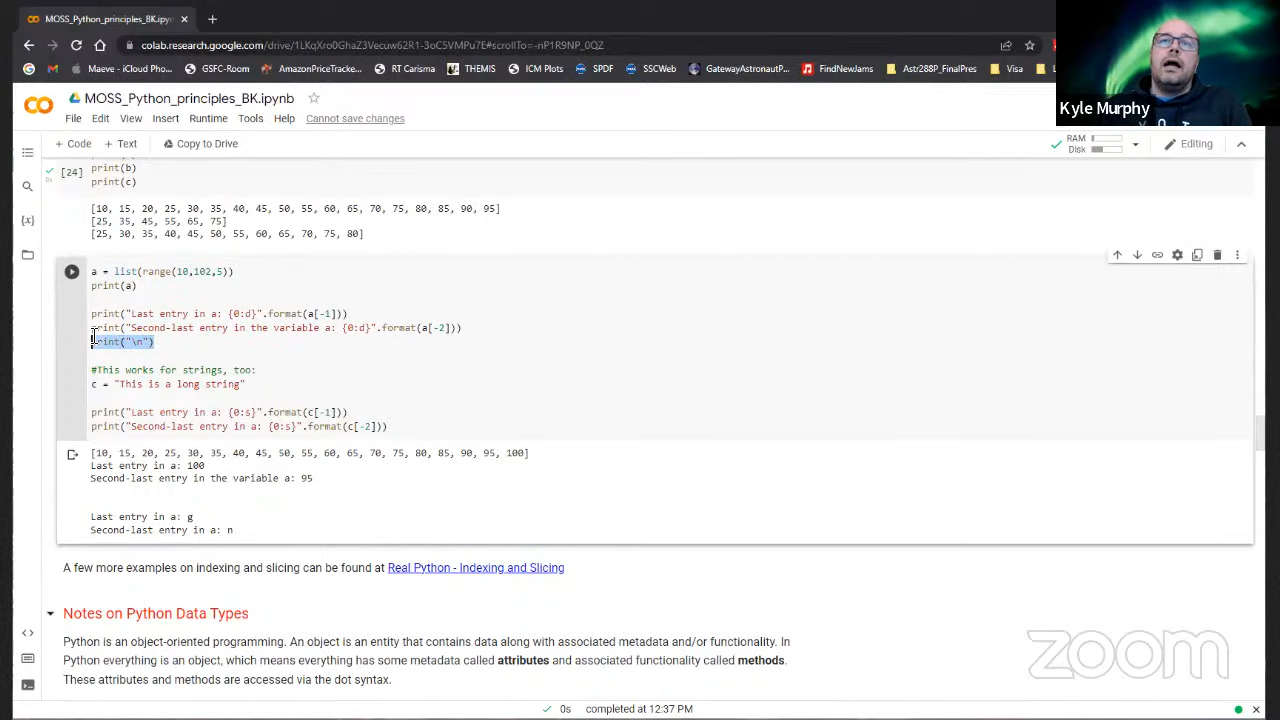 MOSS_Python_principles_BK.ipyn
colab.research.google.com/drive/1LKqXro0GhaZ3Vecuw62R1-3oC5VMPu7E#scrollTo=-nP1R9NP_0QZ
Maeve - iCloud Pho... GSFC-Room AmazonPriceTracke... RT Carisma THEMIS ICM Plots SPDF SSCWeb GatewayAstronautP... FindNewJams Astr288P_FinalPres Visa
Kyle Murphy
MOSS_Python_principles_BK.ipynb
File Edit View Insert Runtime Tools Help Cannot save changes
+ Code + Text Copy to Drive
RAM
Disk
Editing
[24]
print(b)
print(c)
[10, 15, 20, 25, 30, 35, 40, 45, 50, 55, 60, 65, 70, 75, 80, 85, 90, 95]
[25, 35, 45, 55, 65, 75]
[25, 30, 35, 40, 45, 50, 55, 60, 65, 70, 75, 80]
a = list(range(10,102,5))
print(a)
print("Last entry in a: {0:d}".format(a[-1]))
print("Second-last entry in the variable a: {0:d}".format(a[-2]))
print("\n")
#This works for strings, too:
c = "This is a long string"
print("Last entry in a: {0:s}".format(c[-1]))
print("Second-last entry in a: {0:s}".format(c[-2]))
[10, 15, 20, 25, 30, 35, 40, 45, 50, 55, 60, 65, 70, 75, 80, 85, 90, 95, 100]
Last entry in a: 100
Second-last entry in the variable a: 95
Last entry in a: g
Second-last entry in a: n
A few more examples on indexing and slicing can be found at Real Python - Indexing and Slicing
Notes on Python Data Types
Python is an object-oriented programming. An object is an entity that contains data along with associated metadata and/or functionality. In
Python everything is an object, which means everything has some metadata called attributes and associated functionality called methods.
These attributes and methods are accessed via the dot syntax.
zoom
0s completed at 12:37 PM